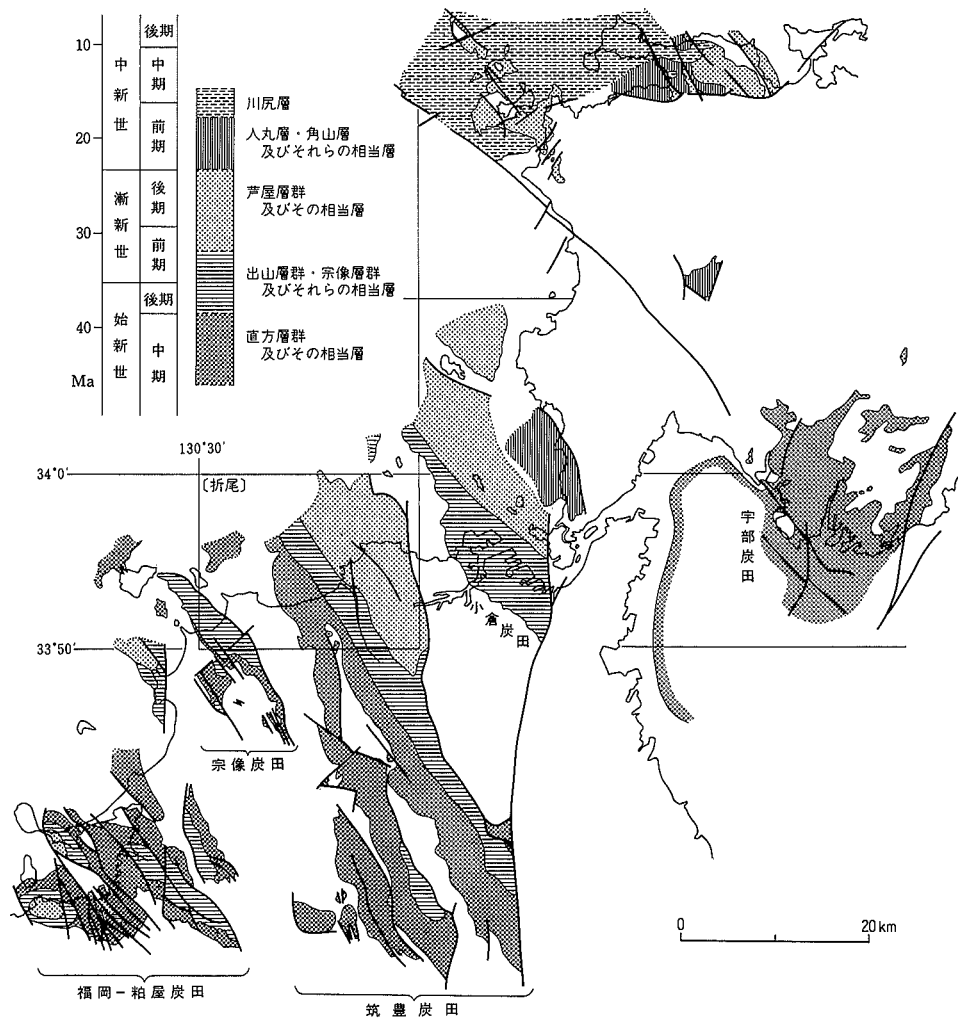 10
20
30
40
Ma
中新世
漸新世
始新世
後期
中期
前期
後期
前期
後期
中期
川尻層
人丸層・角山層
及びそれらの相当層
芦屋層群
及びその相当層
出山層群・宗像層群
及びそれらの相当層
直方層群
及びその相当層
130°30′
34°0′
〔折尾〕
33°50′
宇部炭田
小倉炭田
宗像炭田
福岡－粕屋炭田
筑豊炭田
0 20km